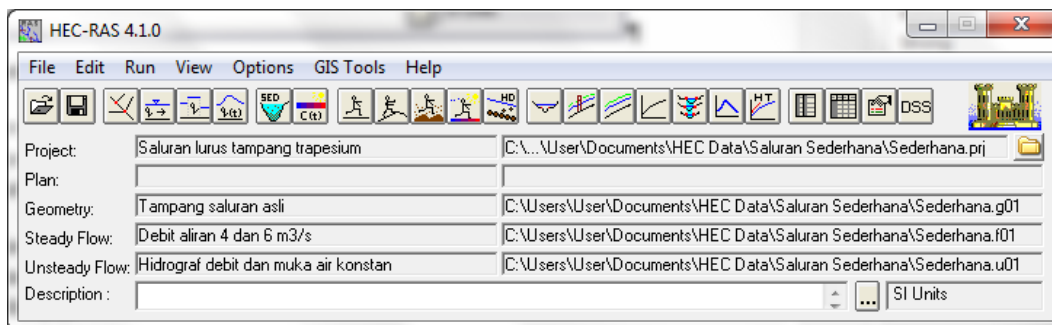 HEC-RAS 4.1.0
File Edit Run View Options GIS Tools Help
SED C(t) HD HT DSS
Project: Saluran lurus tampang trapesium C:\...\User\Documents\HEC Data\Saluran Sederhana\Sederhana.prj
Plan:
Geometry: Tampang saluran asli C:\Users\User\Documents\HEC Data\Saluran Sederhana\Sederhana.g01
Steady Flow: Debit aliran 4 dan 6 m3/s C:\Users\User\Documents\HEC Data\Saluran Sederhana\Sederhana.f01
Unsteady Flow: Hidrograf debit dan muka air konstan C:\Users\User\Documents\HEC Data\Saluran Sederhana\Sederhana.u01
Description : ... SI Units